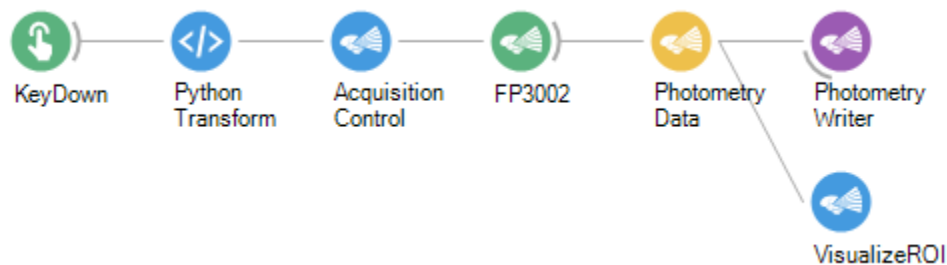 </>
KeyDown
Python
Transform
Acquisition
Control
FP3002
Photometry
Data
Photometry
Writer
VisualizeROI